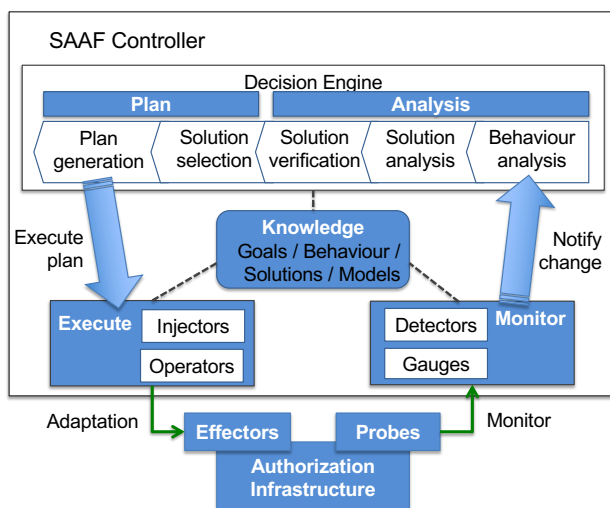 SAAF Controller
Decision Engine
Plan
Analysis
Plan
generation
Solution
selection
Solution
verification
Solution
analysis
Behaviour
analysis
Execute
plan
Knowledge
Goals / Behaviour /
Solutions / Models
Notify
change
Execute
Injectors
Operators
Detectors
Gauges
Monitor
Adaptation
Effectors
Probes
Monitor
Authorization
Infrastructure